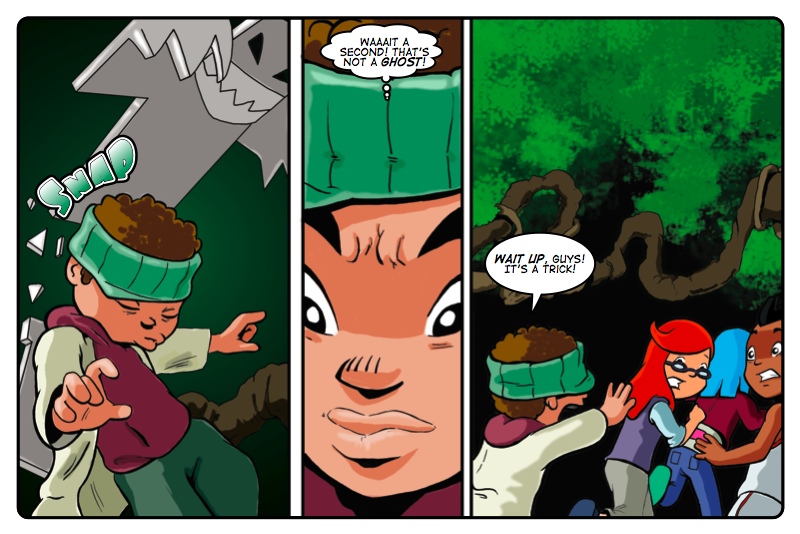 SNAP
WAAAIT A
SECOND! THAT'S
NOT A GHOST!
WAIT UP, GUYS!
IT'S A TRICK!